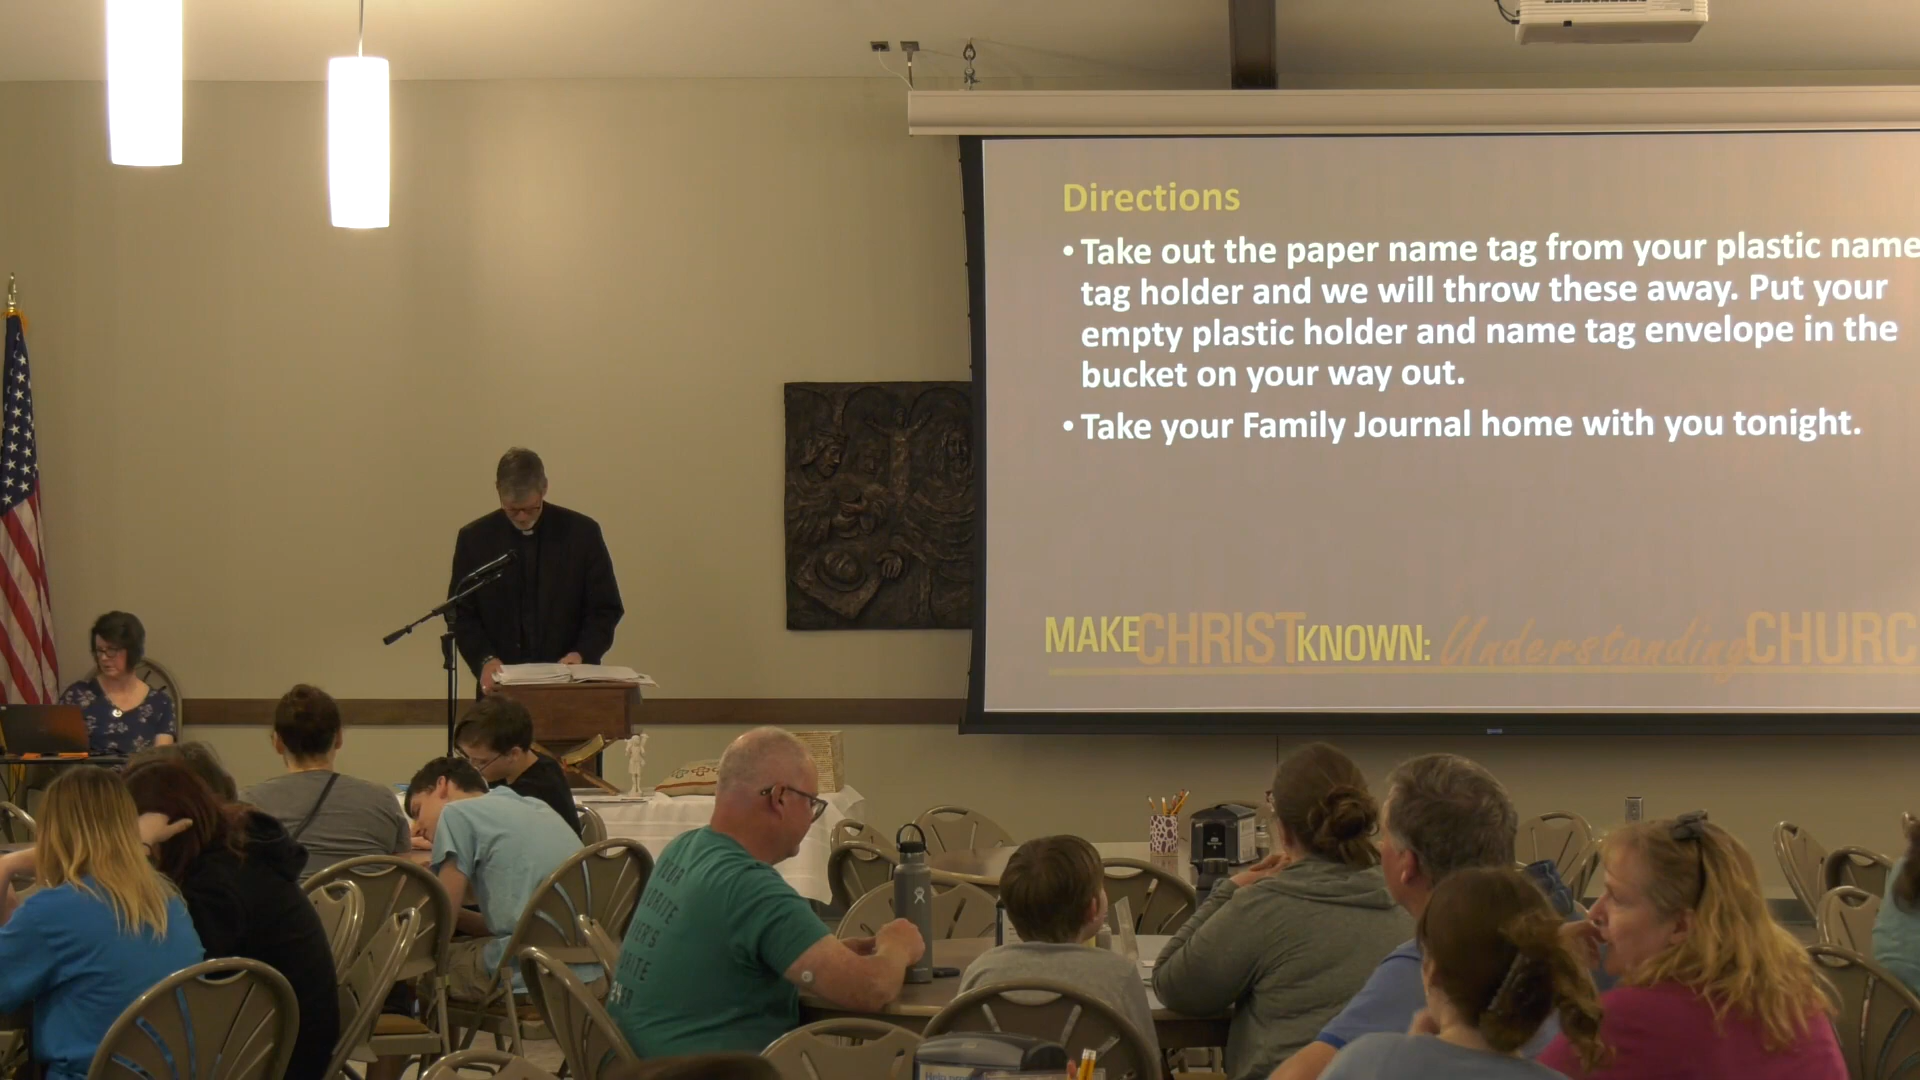 Directions
• Take out the paper name tag from your plastic name
tag holder and we will throw these away. Put your
empty plastic holder and name tag envelope in the
bucket on your way out.
• Take your Family Journal home with you tonight.
MAKE CHRIST KNOWN: Understanding CHURC